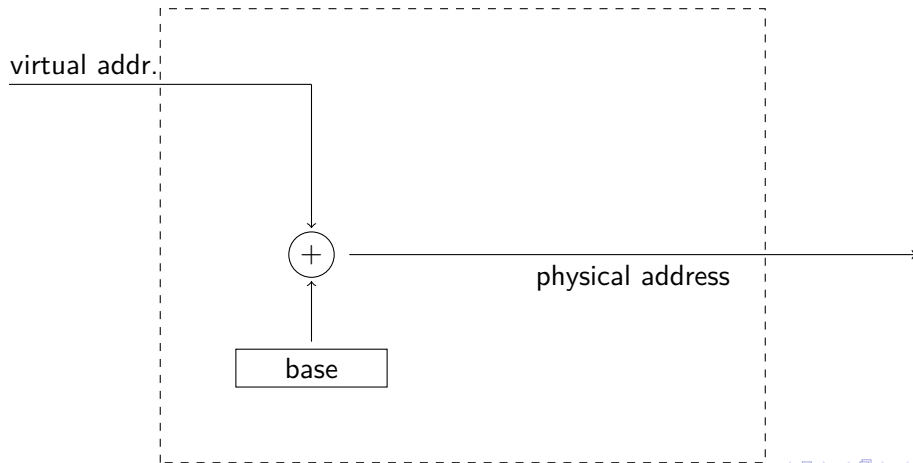 virtual addr.
+
physical address
base